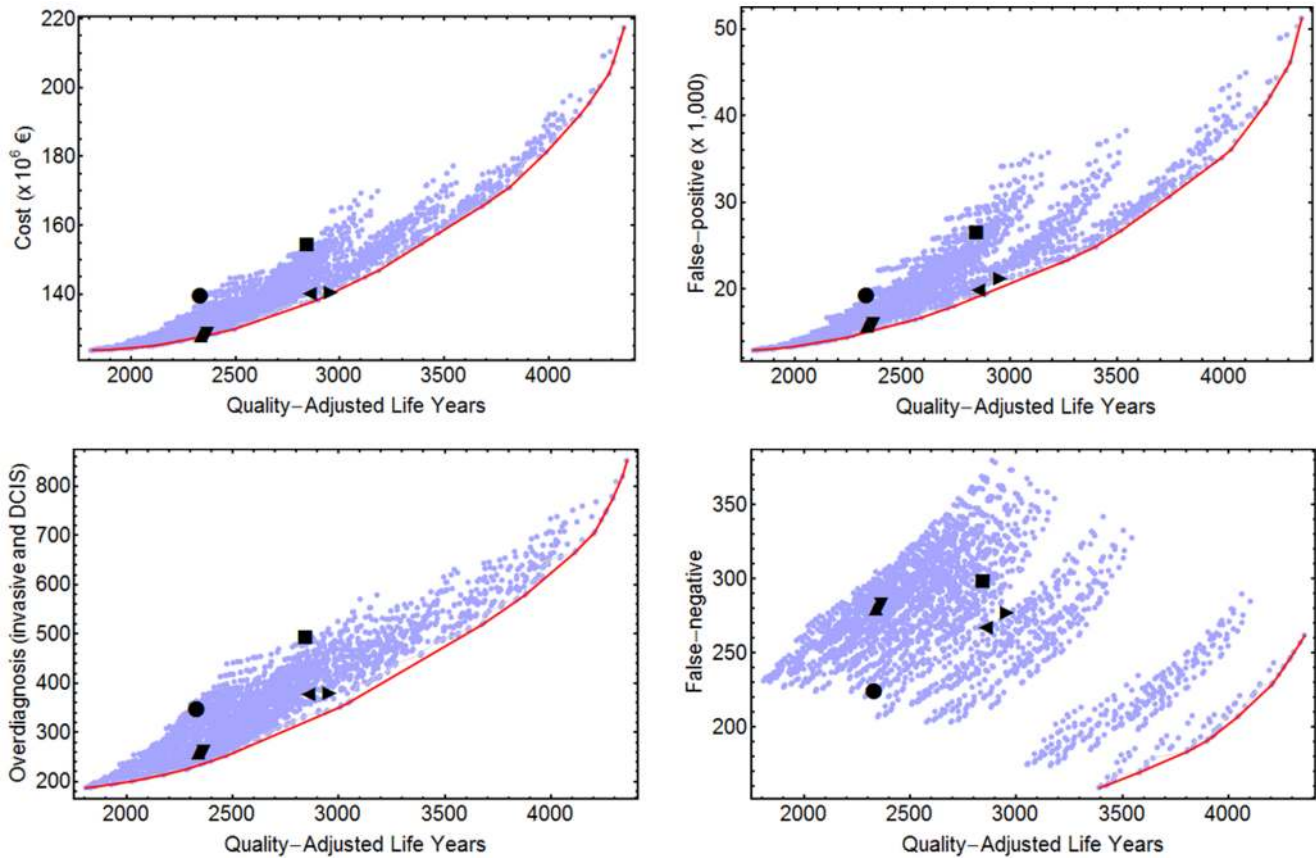 220
200
180
160
140
Cost (x 10⁶ €)
2000 2500 3000 3500 4000
Quality−Adjusted Life Years
50
40
30
20
False−positive (x 1,000)
2000 2500 3000 3500 4000
Quality−Adjusted Life Years
800
700
600
500
400
300
200
Overdiagnosis (invasive and DCIS)
2000 2500 3000 3500 4000
Quality−Adjusted Life Years
350
300
250
200
False−negative
2000 2500 3000 3500 4000
Quality−Adjusted Life Years